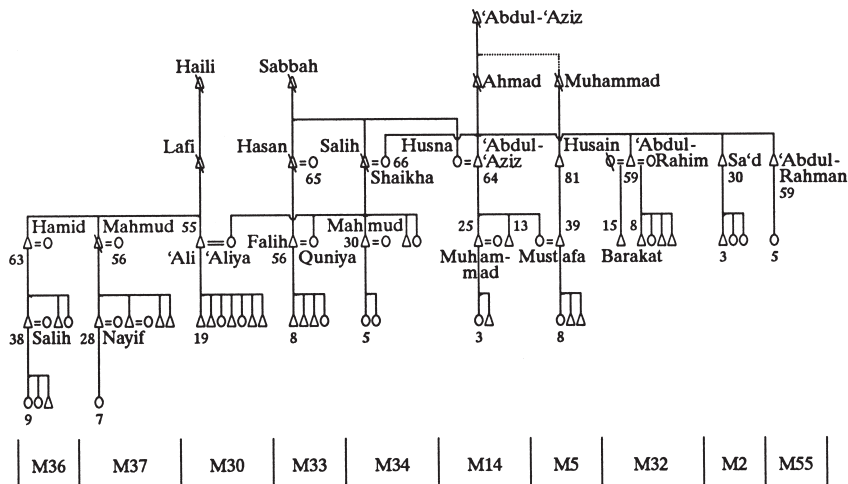 ‘Abdul-‘Aziz
Haili Sabbah Ahmad Muhammad
Lafi Hasan Salih 66 Husna ‘Abdul- Husain ‘Abdul- Sa‘d ‘Abdul-
65 Shaikha ‘Aziz 81 59 Rahim 30 Rahman
64 59
Hamid Mahmud 55 Mahmud 25 13 39 15 8
63 56 ‘Ali ‘Aliya Falih 56 Quniya 30 Muham- Mustafa Barakat 3 5
mad
38 Salih 28 Nayif 19 8 5 3 8
9 7
M36 M37 M30 M33 M34 M14 M5 M32 M2 M55